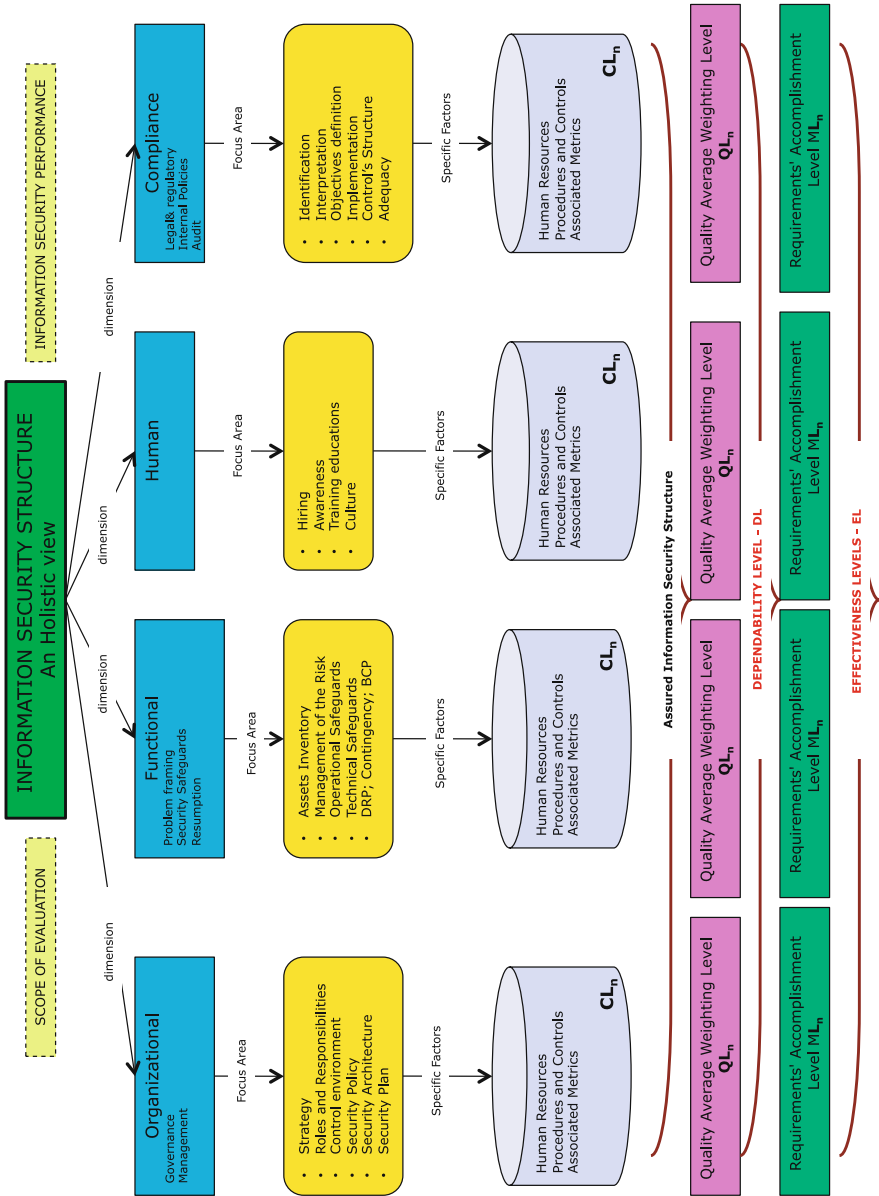 SCOPE OF EVALUATION
INFORMATION SECURITY STRUCTURE
An Holistic view
INFORMATION SECURITY PERFORMANCE
dimension
dimension
dimension
dimension
Organizational
Governance
Management
Functional
Problem framing
Security Safeguards
Resumption
Human
Compliance
Legal& regulatory
Internal Policies
Audit
Focus Area
Focus Area
Focus Area
Focus Area
• Strategy
• Roles and Responsibilities
• Control environment
• Security Policy
• Security Architecture
• Security Plan
• Assets Inventory
• Management of the Risk
• Operational Safeguards
• Technical Safeguards
• DRP; Contingency; BCP
• Hiring
• Awareness
• Training educations
• Culture
• Identification
• Interpretation
• Objectives definition
• Implementation
• Control's Structure
• Adequacy
Specific Factors
Specific Factors
Specific Factors
Specific Factors
Human Resources
Procedures and Controls
Associated Metrics
CLn
Human Resources
Procedures and Controls
Associated Metrics
CLn
Human Resources
Procedures and Controls
Associated Metrics
CLn
Human Resources
Procedures and Controls
Associated Metrics
CLn
Assured Information Security Structure
Quality Average Weighting Level
QLn
Quality Average Weighting Level
QLn
Quality Average Weighting Level
QLn
Quality Average Weighting Level
QLn
DEPENDABILITY LEVEL – DL
Requirements' Accomplishment
Level MLn
Requirements' Accomplishment
Level MLn
Requirements' Accomplishment
Level MLn
Requirements' Accomplishment
Level MLn
EFFECTIVENESS LEVELS – EL